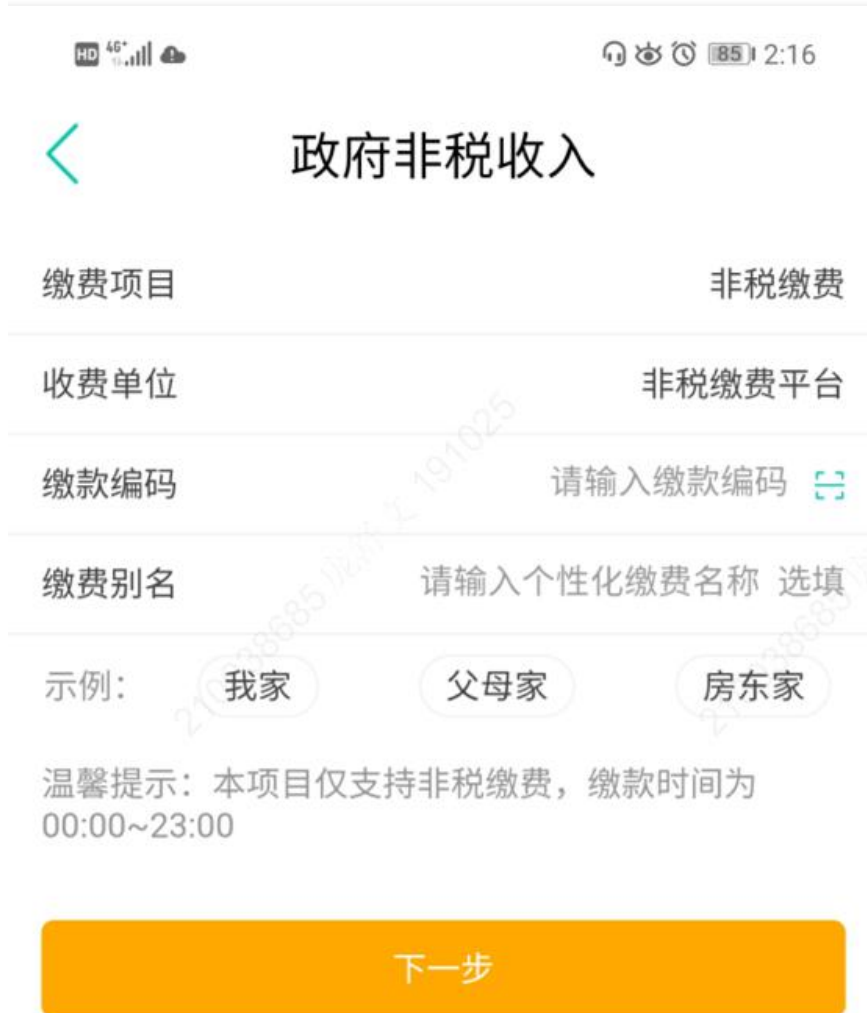 HD 4G+ 85 2:16
政府非税收入
缴费项目 非税缴费
收费单位 非税缴费平台
缴款编码 请输入缴款编码
缴费别名 请输入个性化缴费名称 选填
示例： 我家 父母家 房东家
温馨提示：本项目仅支持非税缴费，缴款时间为
00:00~23:00
下一步